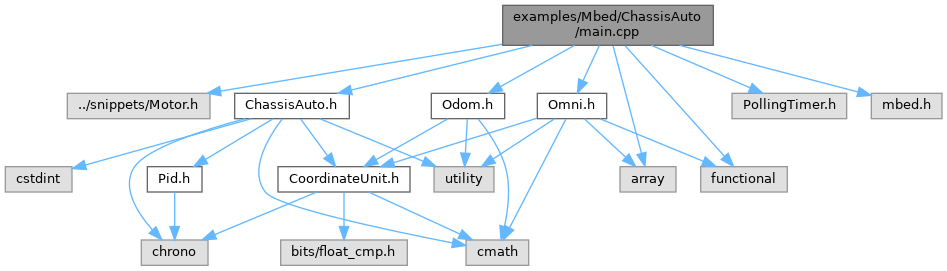 examples/Mbed/ChassisAuto
/main.cpp
../snippets/Motor.h
ChassisAuto.h
Odom.h
Omni.h
PollingTimer.h
mbed.h
cstdint
Pid.h
CoordinateUnit.h
utility
array
functional
chrono
bits/float_cmp.h
cmath